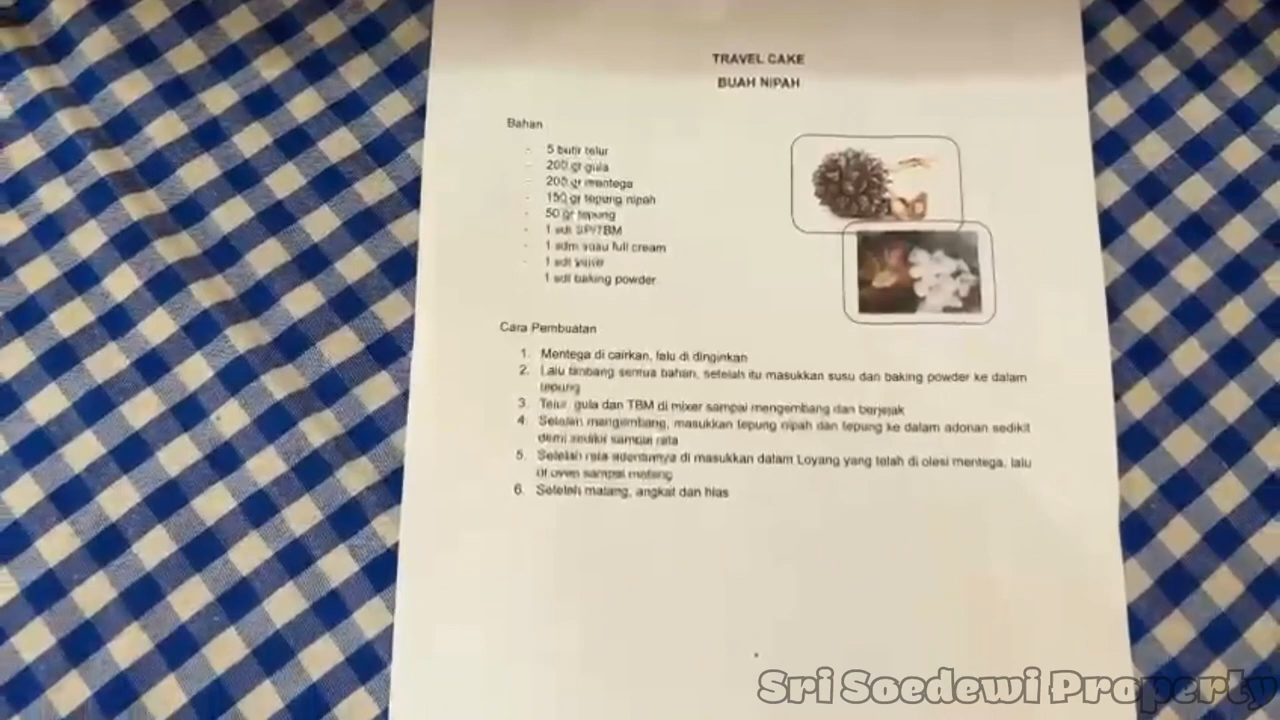 TRAVEL CAKE
BUAH NIPAH
Bahan
- 5 butir telur
- 200 gr gula
- 200 gr mentega
- 150 gr tepung nipah
- 50 gr tepung
- 1 sdt SP/TBM
- 1 sdm susu full cream
- 1 sdt
1 sdt baking powder
Cara Pembuatan
1. Mentega di cairkan, lalu di dinginkan
2. Lalu timbang semua bahan, setelah itu masukkan susu dan baking powder ke dalam
tepung
3. Telur, gula dan TBM di mixer sampai mengembang dan berjejak
4. Setelah mengembang, masukkan tepung nipah dan tepung ke dalam adonan sedikit
demi sedikit sampai rata
5. Setelah rata adonannya di masukkan dalam Loyang yang telah di olesi mentega, lalu
di oven sampai matang
6. Setelah matang, angkat dan hias
Sri Soedewi Property